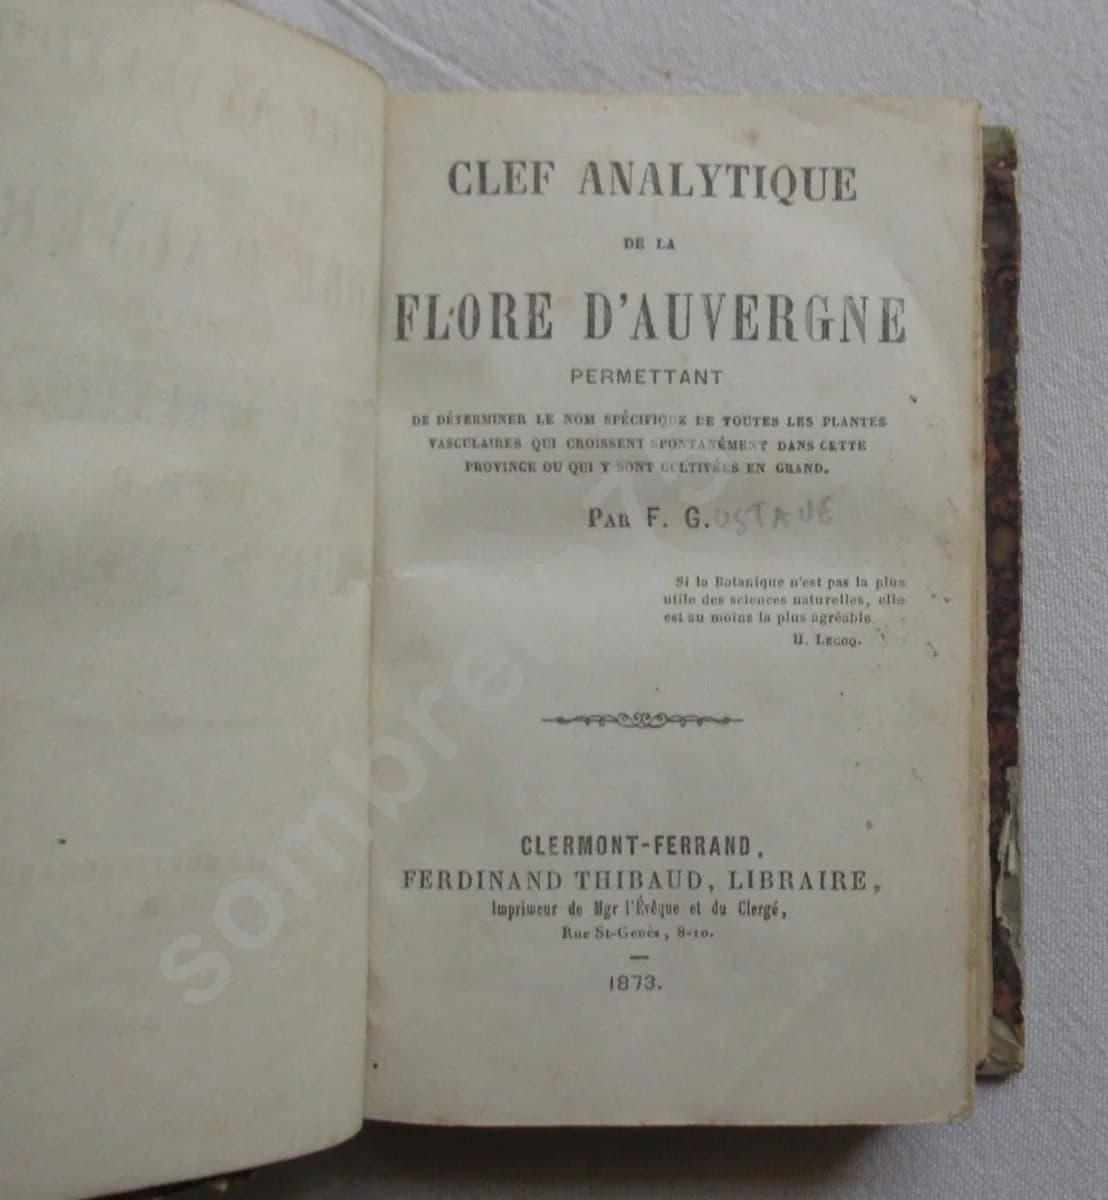 CLEF ANALYTIQUE
DE LA
FLORE D'AUVERGNE
PERMETTANT
DE DÉTERMINER LE NOM SPÉCIFIQUE DE TOUTES LES PLANTES
VASCULAIRES QUI CROISSENT SPONTANÉMENT DANS CETTE
PROVINCE OU QUI Y SONT CULTIVÉES EN GRAND.
PAR F. G.USTAVE
Si la Botanique n'est pas la plus
utile des sciences naturelles, elle
est au moins la plus agréable
H. LECOQ.
CLERMONT-FERRAND,
FERDINAND THIBAUD, LIBRAIRE,
Imprimeur de Mgr l'Évêque et du Clergé,
Rue St-Genès, 8-10.
1873.